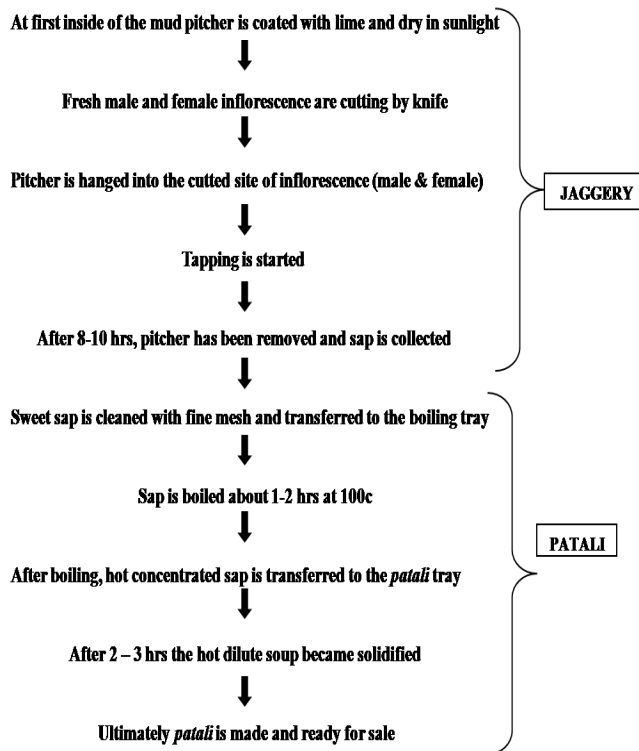 At first inside of the mud pitcher is coated with lime and dry in sunlight
Fresh male and female inflorescence are cutting by knife
Pitcher is hanged into the cutted site of inflorescence (male & female)
JAGGERY
Tapping is started
After 8-10 hrs, pitcher has been removed and sap is collected
Sweet sap is cleaned with fine mesh and transferred to the boiling tray
Sap is boiled about 1-2 hrs at 100c
PATALI
After boiling, hot concentrated sap is transferred to the patali tray
After 2 – 3 hrs the hot dilute soup became solidified
Ultimately patali is made and ready for sale